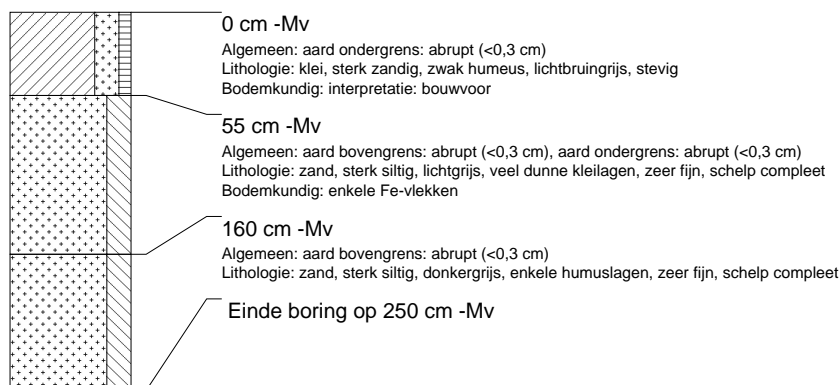 0 cm -Mv
Algemeen: aard ondergrens: abrupt (<0,3 cm)
Lithologie: klei, sterk zandig, zwak humeus, lichtbruingrijs, stevig
Bodemkundig: interpretatie: bouwvoor
55 cm -Mv
Algemeen: aard bovengrens: abrupt (<0,3 cm), aard ondergrens: abrupt (<0,3 cm)
Lithologie: zand, sterk siltig, lichtgrijs, veel dunne kleilagen, zeer fijn, schelp compleet
Bodemkundig: enkele Fe-vlekken
160 cm -Mv
Algemeen: aard bovengrens: abrupt (<0,3 cm)
Lithologie: zand, sterk siltig, donkergrijs, enkele humuslagen, zeer fijn, schelp compleet
Einde boring op 250 cm -Mv